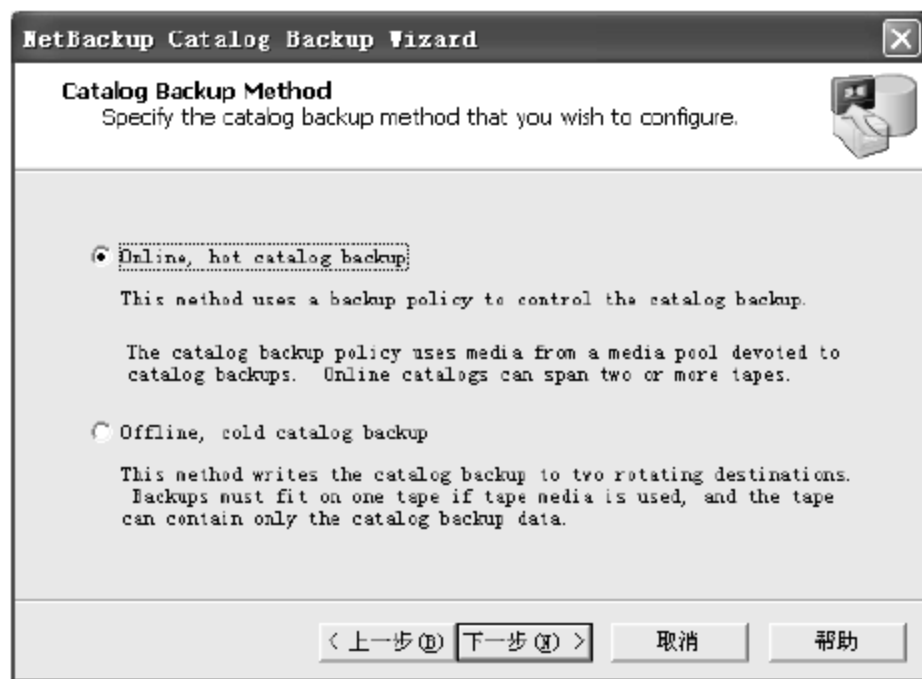 NetBackup Catalog Backup Wizard
Catalog Backup Method
Specify the catalog backup method that you wish to configure.
Online, hot catalog backup
This method uses a backup policy to control the catalog backup.
The catalog backup policy uses media from a media pool devoted to
catalog backups. Online catalogs can span two or more tapes.
Offline, cold catalog backup
This method writes the catalog backup to two rotating destinations.
Backups must fit on one tape if tape media is used, and the tape
can contain only the catalog backup data.
< 上一步(B) 下一步(N) > 取消 帮助